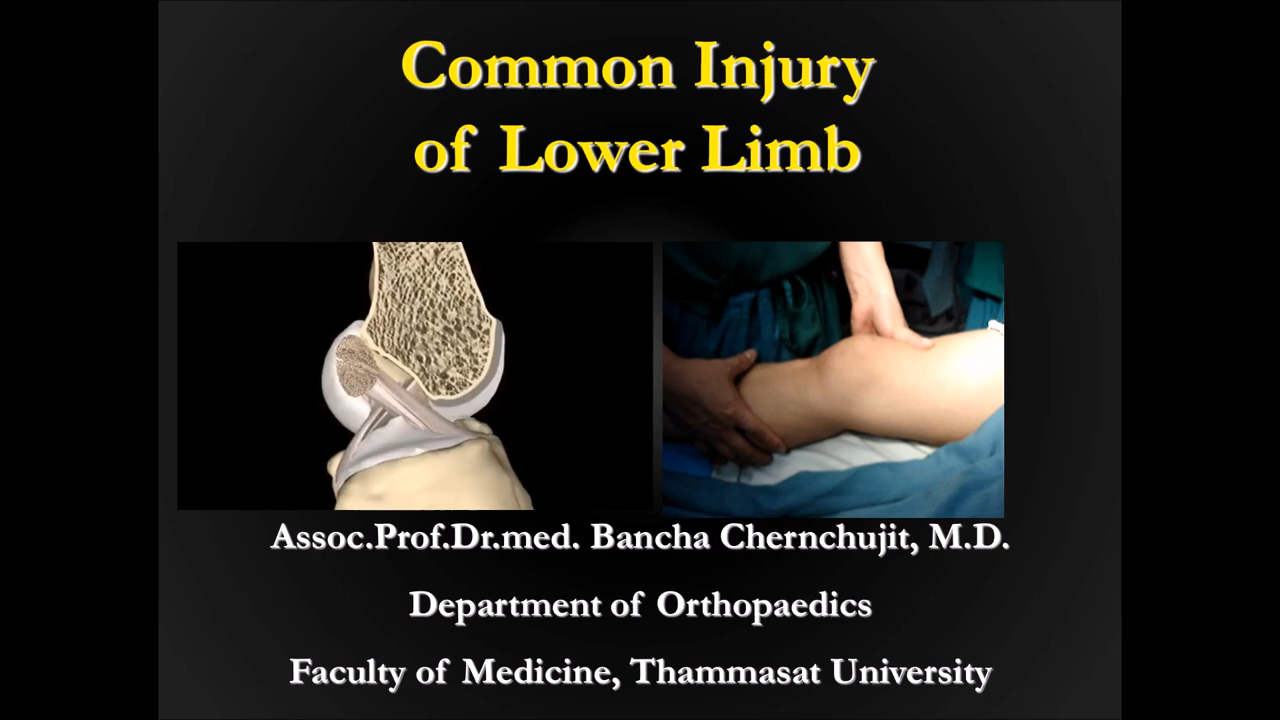 Common Injury
of Lower Limb
Assoc.Prof.Dr.med. Bancha Chernchujit, M.D.
Department of Orthopaedics
Faculty of Medicine, Thammasat University